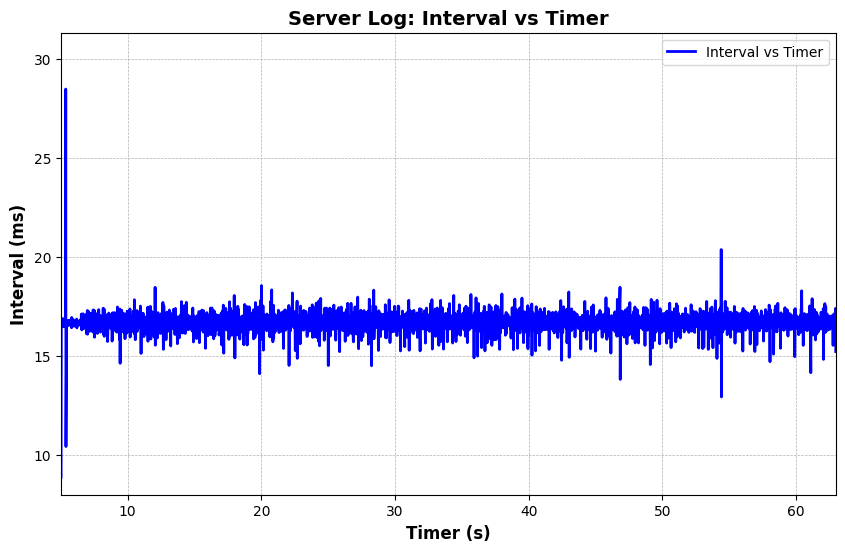 Server Log: Interval vs Timer
Interval vs Timer
30
25
20
15
10
Interval (ms)
10 20 30 40 50 60
Timer (s)